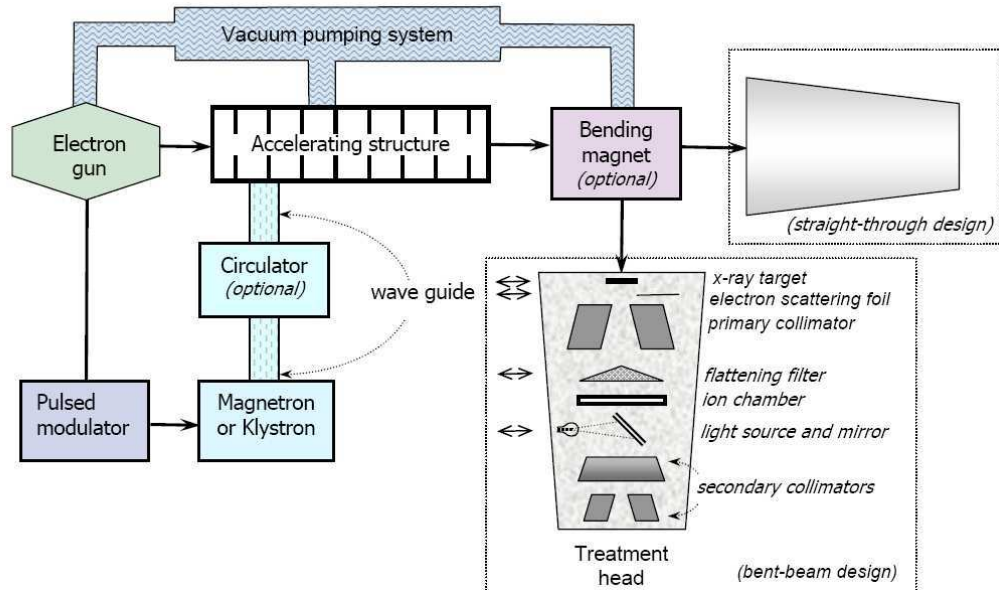 Vacuum pumping system
Electron
gun
Accelerating structure
Bending
magnet
(optional)
(straight-through design)
Circulator
(optional)
wave guide
Pulsed
modulator
Magnetron
or Klystron
x-ray target
electron scattering foil
primary collimator
flattening filter
ion chamber
light source and mirror
secondary collimators
Treatment
head
(bent-beam design)